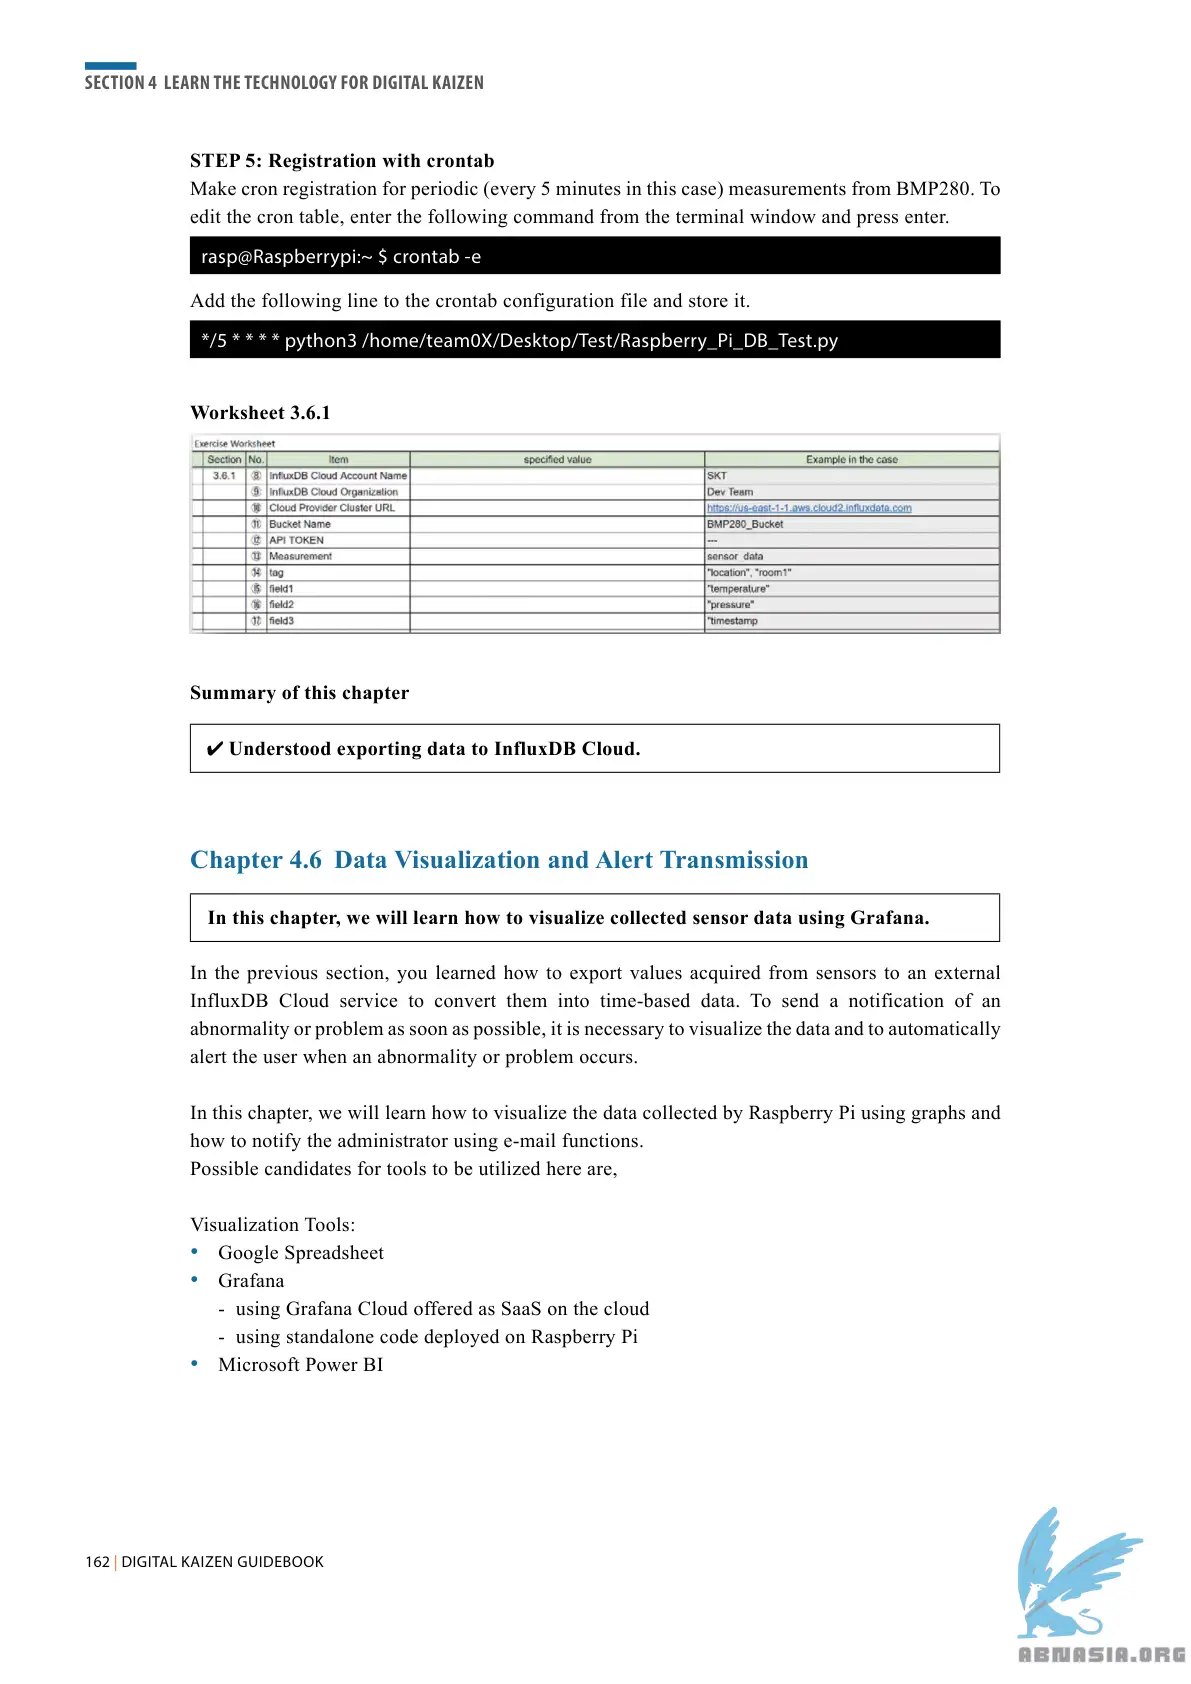 SECTION 4 LEARN THE TECHNOLOGY FOR DIGITAL KAIZEN
STEP 5: Registration with crontab
Make cron registration for periodic (every 5 minutes in this case) measurements from BMP280. To
edit the cron table, enter the following command from the terminal window and press enter.
rasp@Raspberrypi:~ $ crontab -e
Add the following line to the crontab configuration file and store it.
*/5 * * * * python3 /home/team0X/Desktop/Test/Raspberry_Pi_DB_Test.py
Worksheet 3.6.1
Exercise Worksheet
Section No. Item specified value Example in the case
3.6.1 ⑧ InfluxDB Cloud Account Name SKT
⑨ InfluxDB Cloud Organization Dev Team
⑩ Cloud Provider Cluster URL https://us-east-1-1.aws.cloud2.influxdata.com
⑪ Bucket Name BMP280_Bucket
⑫ API TOKEN ---
⑬ Measurement sensor_data
⑭ tag "location", "room1"
⑮ field1 "temperature"
⑯ field2 "pressure"
⑰ field3 "timestamp
Summary of this chapter
✔ Understood exporting data to InfluxDB Cloud.
Chapter 4.6 Data Visualization and Alert Transmission
In this chapter, we will learn how to visualize collected sensor data using Grafana.
In the previous section, you learned how to export values acquired from sensors to an external
InfluxDB Cloud service to convert them into time-based data. To send a notification of an
abnormality or problem as soon as possible, it is necessary to visualize the data and to automatically
alert the user when an abnormality or problem occurs.
In this chapter, we will learn how to visualize the data collected by Raspberry Pi using graphs and
how to notify the administrator using e-mail functions.
Possible candidates for tools to be utilized here are,
Visualization Tools:
• Google Spreadsheet
• Grafana
- using Grafana Cloud offered as SaaS on the cloud
- using standalone code deployed on Raspberry Pi
• Microsoft Power BI
162 | DIGITAL KAIZEN GUIDEBOOK
ABNASIA.ORG